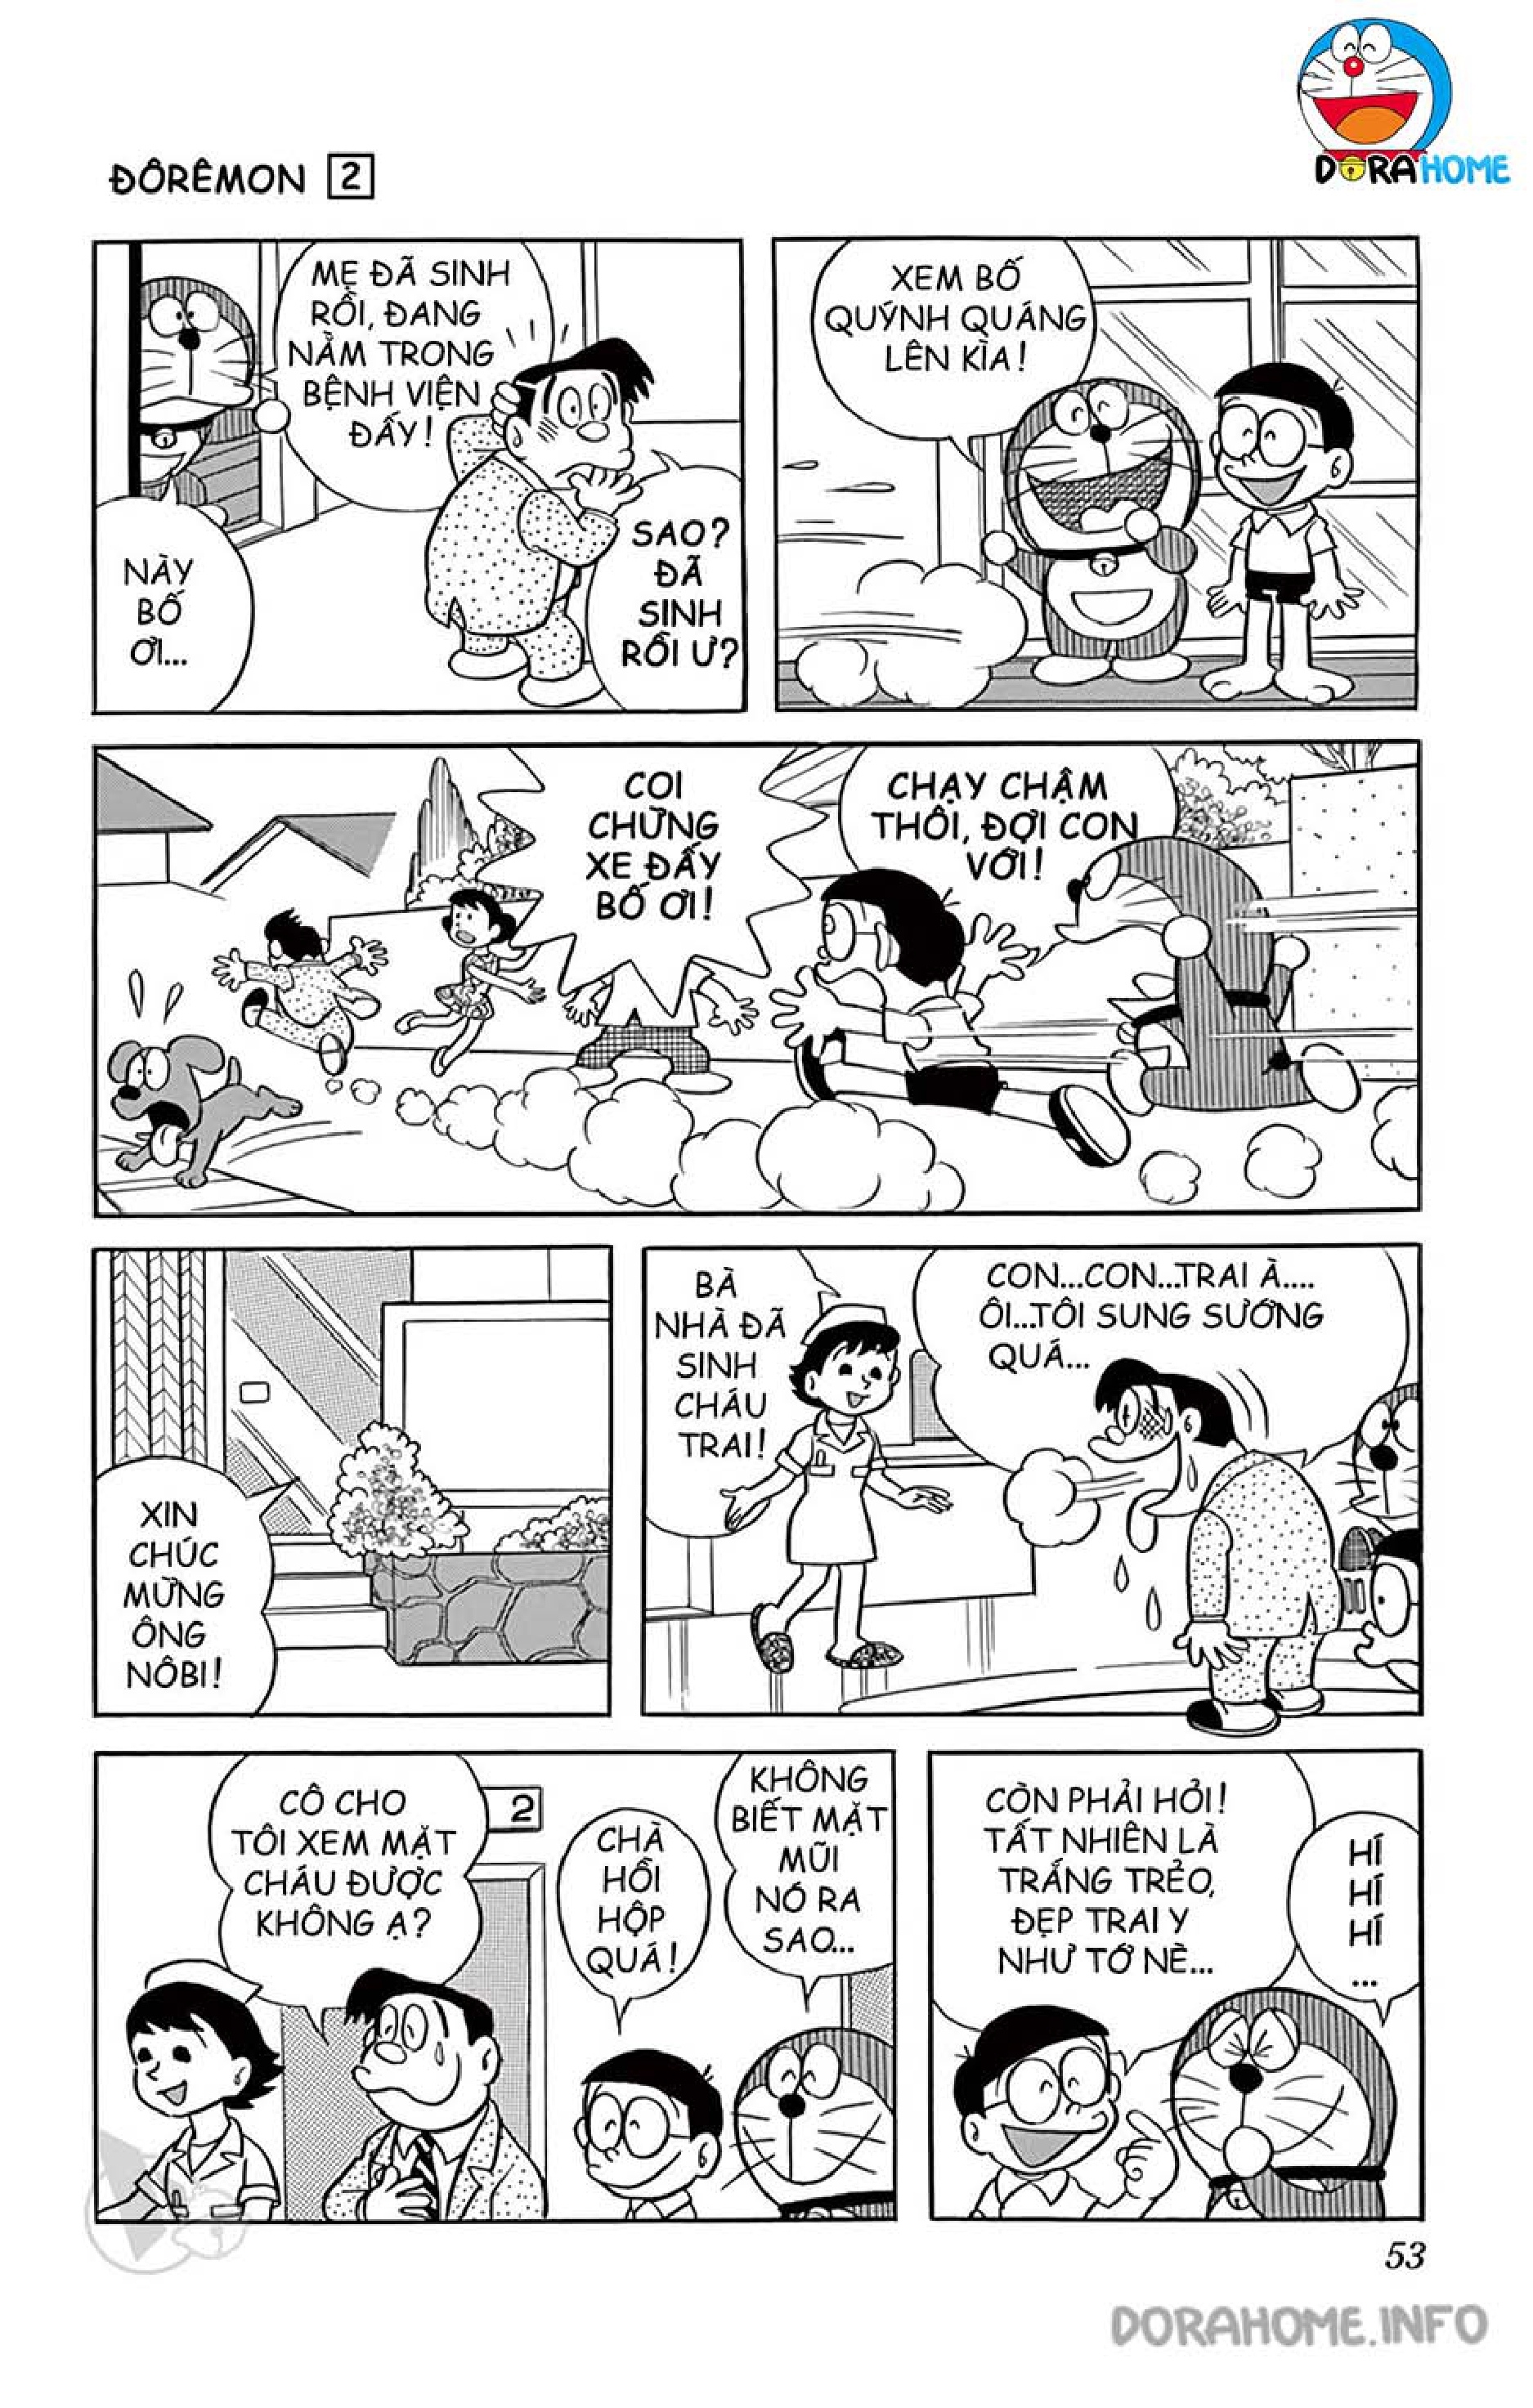 DORAHOME
ĐÔRÊMON 2
MẸ ĐÃ SINH
RỒI, ĐANG
NẰM TRONG
BỆNH VIỆN
ĐẤY!
NÀY
BỐ
ƠI...
SAO?
ĐÃ
SINH
RỒI Ư?
XEM BỐ
QUÝNH QUÁNG
LÊN KÌA!
COI
CHỪNG
XE ĐẤY
BỐ ƠI!
CHẠY CHẬM
THÔI, ĐỢI CON
VỚI!
XIN
CHÚC
MỪNG
ÔNG
NÔBI!
BÀ
NHÀ ĐÃ
SINH
CHÁU
TRAI!
CON...CON...TRAI À....
ÔI...TÔI SUNG SƯỚNG
QUÁ...
CÔ CHO
TÔI XEM MẶT
CHÁU ĐƯỢC
KHÔNG Ạ?
2
CHÀ
HỒI
HỘP
QUÁ!
KHÔNG
BIẾT MẶT
MŨI
NÓ RA
SAO...
CÒN PHẢI HỎI!
TẤT NHIÊN LÀ
TRẮNG TRẺO,
ĐẸP TRAI Y
NHƯ TỚ NÈ...
HÍ
HÍ
HÍ
...
53
DORAHOME.INFO